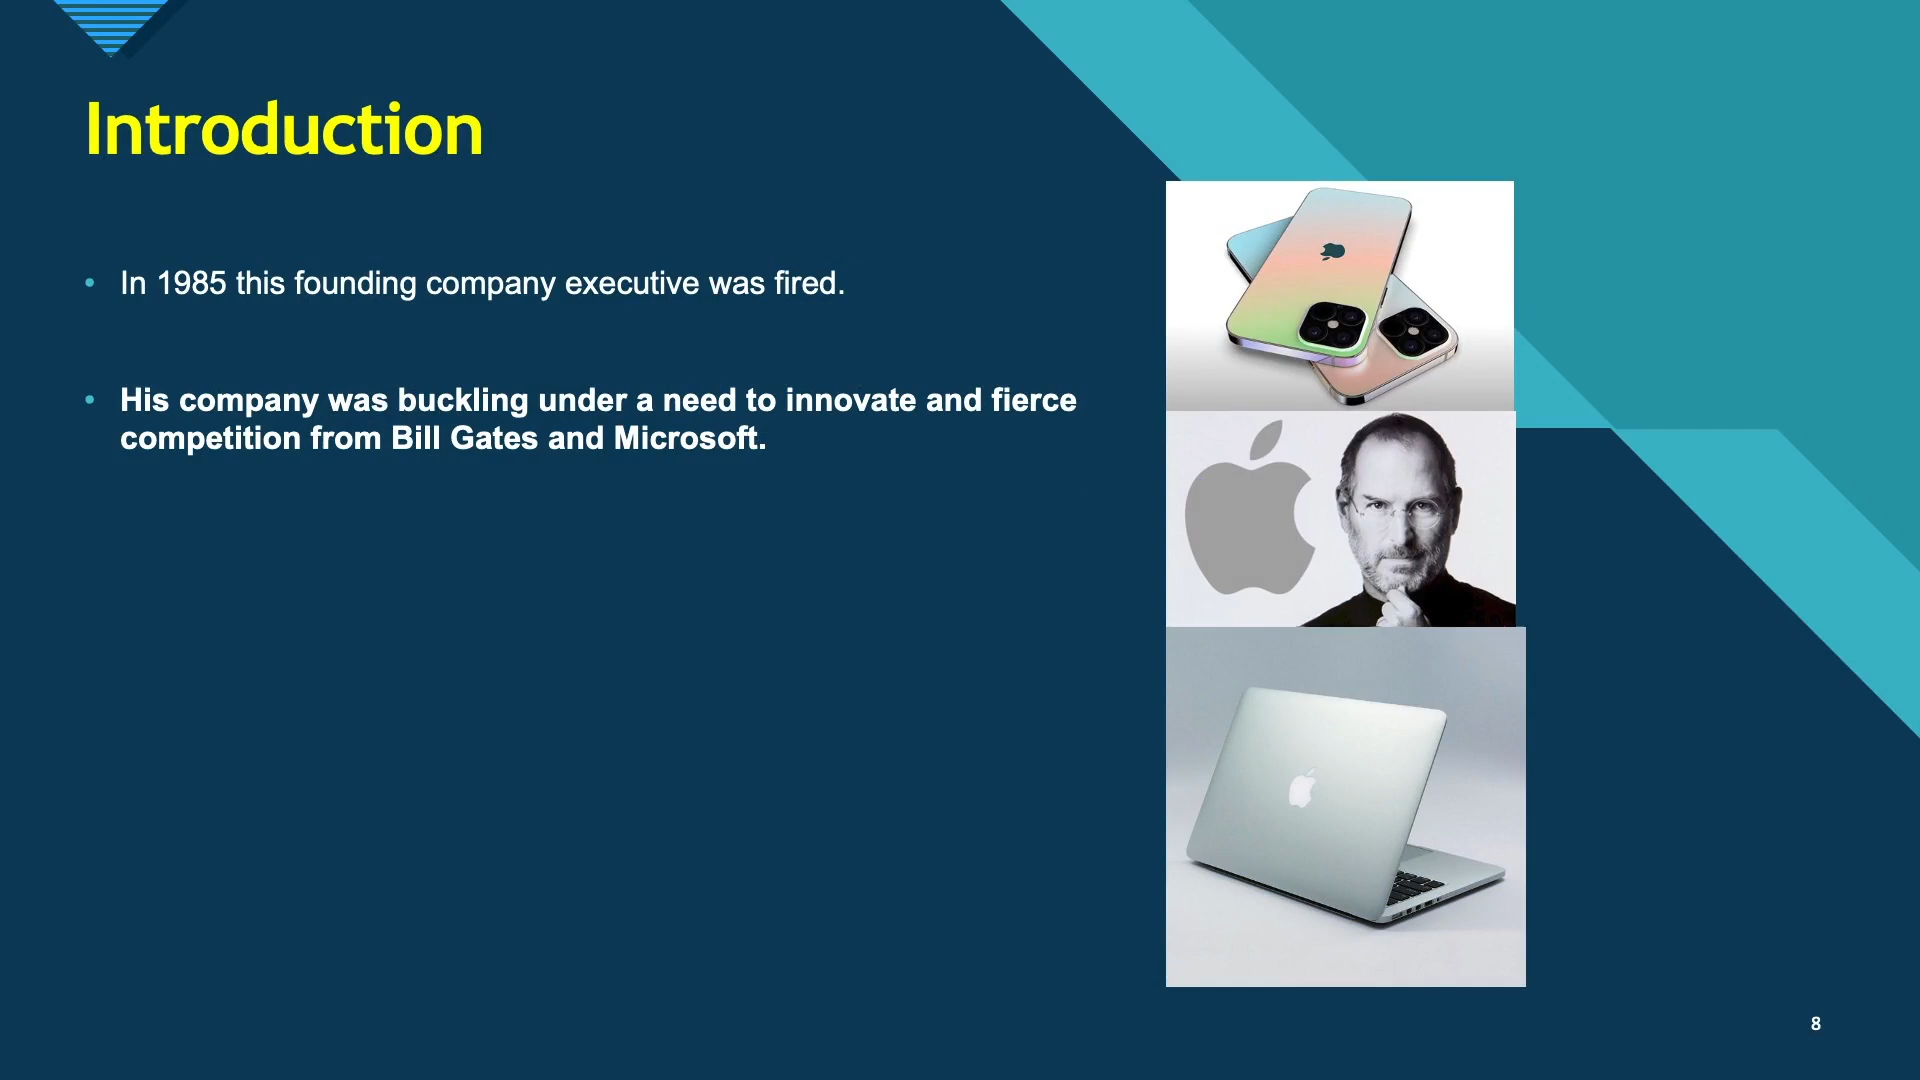 Introduction
• In 1985 this founding company executive was fired.
• His company was buckling under a need to innovate and fierce
competition from Bill Gates and Microsoft.
8